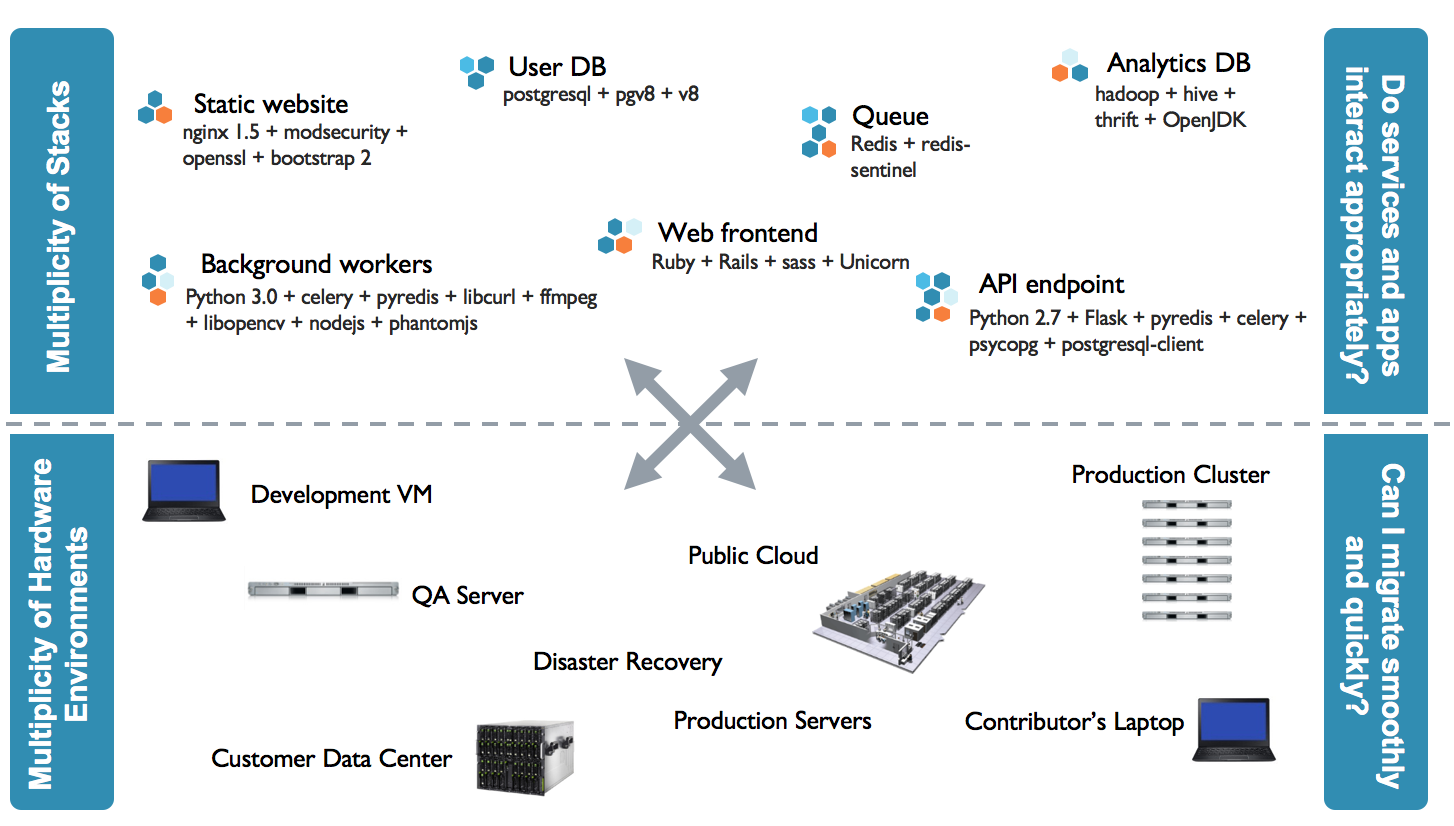 Multiplicity of Stacks
Static website
nginx 1.5 + modsecurity +
openssl + bootstrap 2
User DB
postgresql + pgv8 + v8
Queue
Redis + redis-
sentinel
Analytics DB
hadoop + hive +
thrift + OpenJDK
Background workers
Python 3.0 + celery + pyredis + libcurl + ffmpeg
+ libopencv + nodejs + phantomjs
Web frontend
Ruby + Rails + sass + Unicorn
API endpoint
Python 2.7 + Flask + pyredis + celery +
psycopg + postgresql-client
Do services and apps
interact appropriately?
Multiplicity of Hardware
Environments
Development VM
QA Server
Public Cloud
Production Cluster
Disaster Recovery
Production Servers
Contributor’s Laptop
Customer Data Center
Can I migrate smoothly
and quickly?